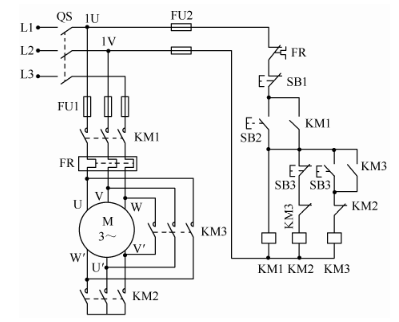 QS
1U
FU2
L1
L2
1V
L3
FR
SB1
FU1
KM1
SB2
KM1
FR
SB3
SB3
KM3
U
V
W
M
3~
KM3
KM3
KM2
W'
U'
V'
KM2
KM1 KM2 KM3